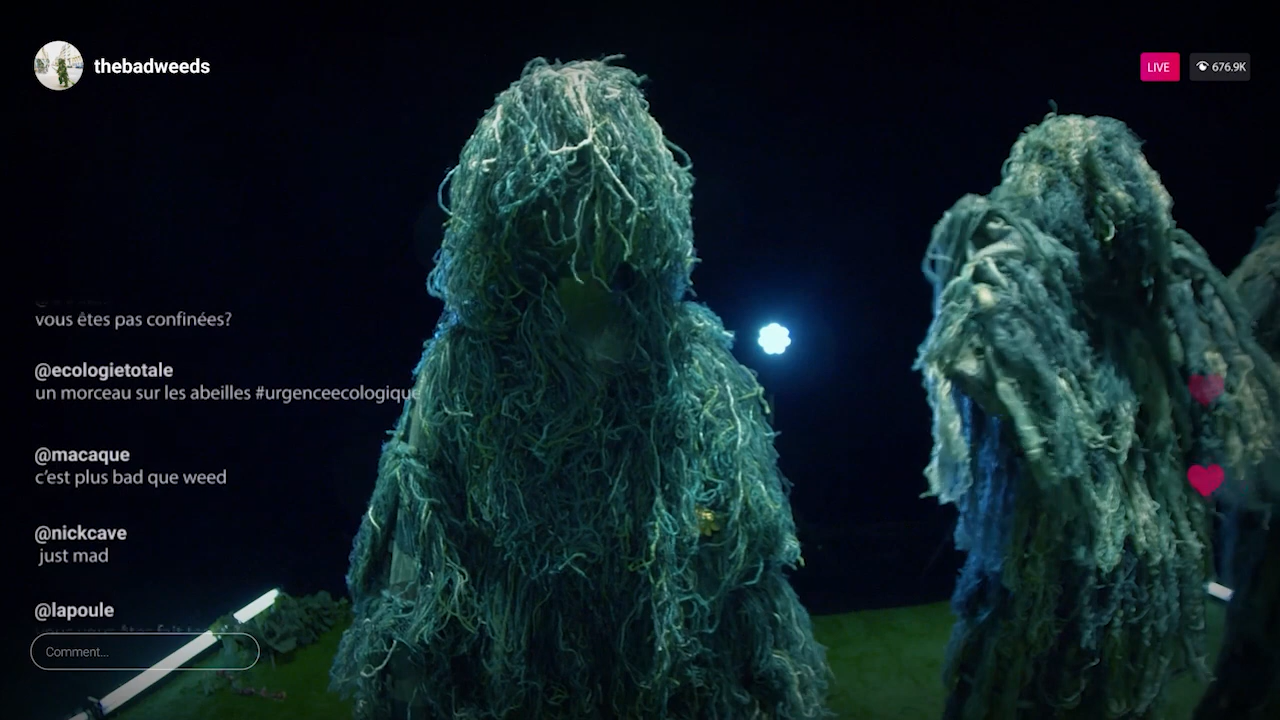 thebadweeds
LIVE
676.9K
vous êtes pas confinées?
@ecologietotale
un morceau sur les abeilles #urgenceecologique
@macaque
c'est plus bad que weed
@nickcave
just mad
@lapoule
Comment...